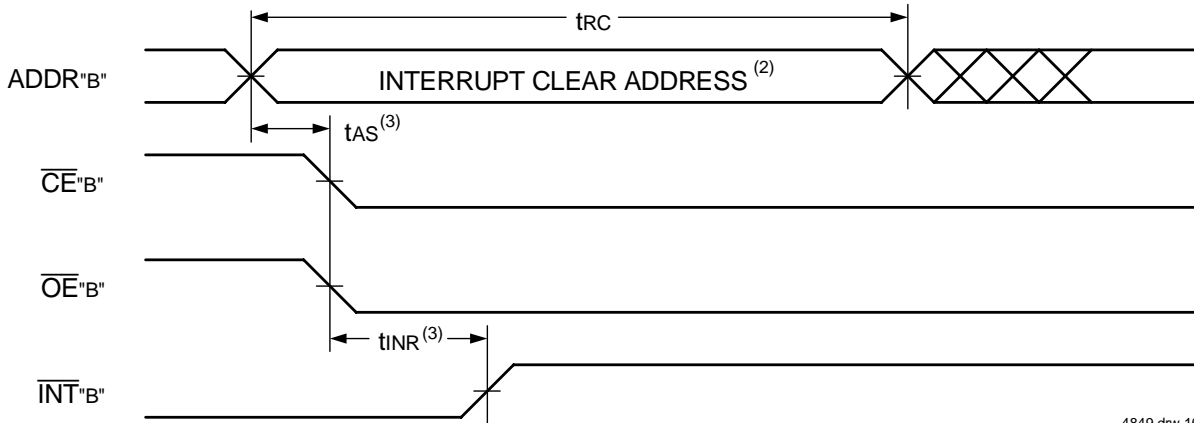 tRC
ADDR"B"
INTERRUPT CLEAR ADDRESS (2)
tAS(3)
CE"B"
OE"B"
tINR(3)
INT"B"